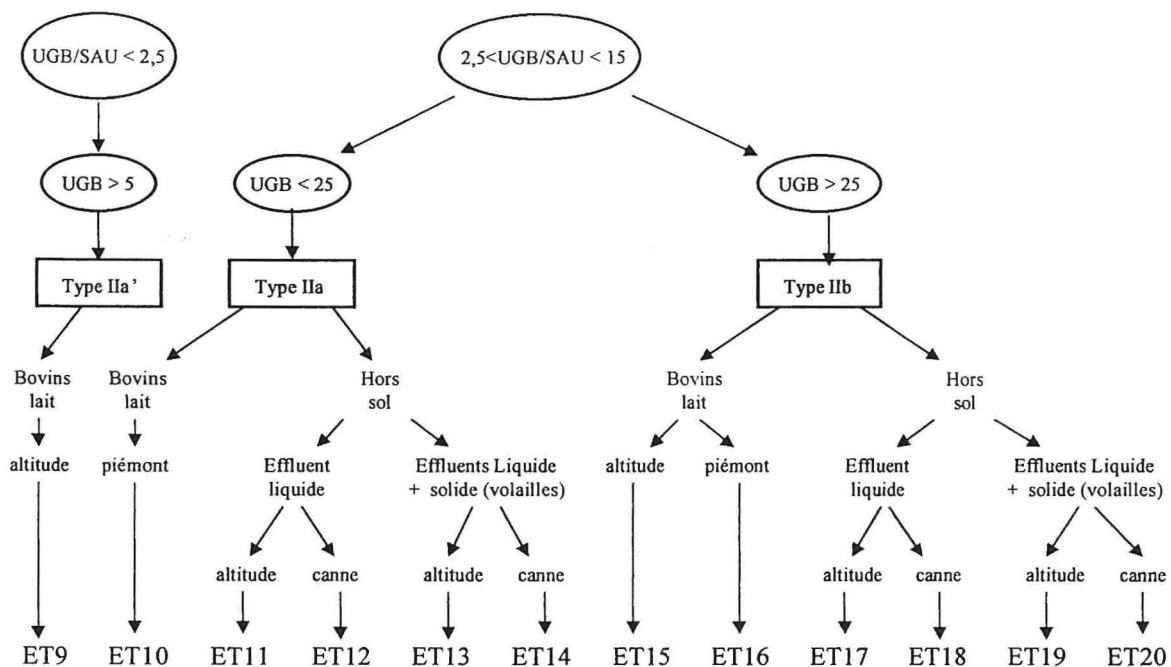 UGB/SAU < 2,5
2,5<UGB/SAU < 15
UGB > 5
UGB < 25
UGB > 25
Type IIa’
Type IIa
Type IIb
Bovins
lait
Bovins
lait
Hors
sol
Bovins
lait
Hors
sol
altitude
piémont
Effluent
liquide
Effluents Liquide
+ solide (volailles)
altitude
piémont
Effluent
liquide
Effluents Liquide
+ solide (volailles)
altitude
canne
altitude
canne
altitude
canne
altitude
canne
ET9
ET10
ET11
ET12
ET13
ET14
ET15
ET16
ET17
ET18
ET19
ET20